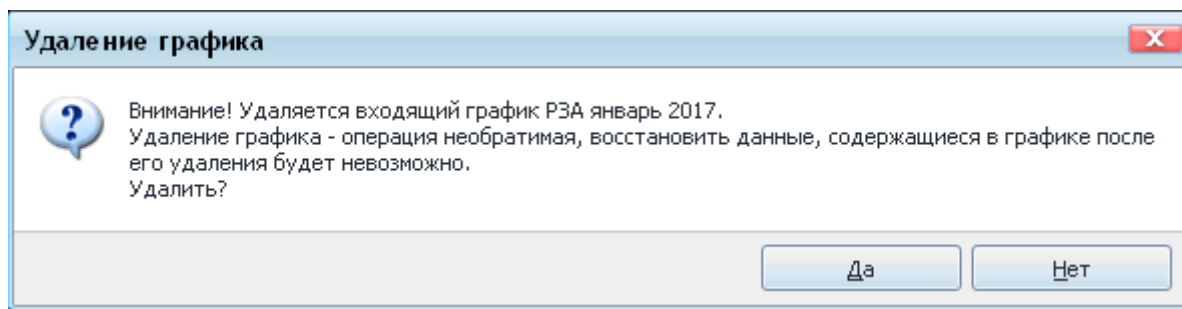 Удаление графика
Внимание! Удаляется входящий график РЗА январь 2017.
Удаление графика - операция необратимая, восстановить данные, содержащиеся в графике после
его удаления будет невозможно.
Удалить?
Да
Нет